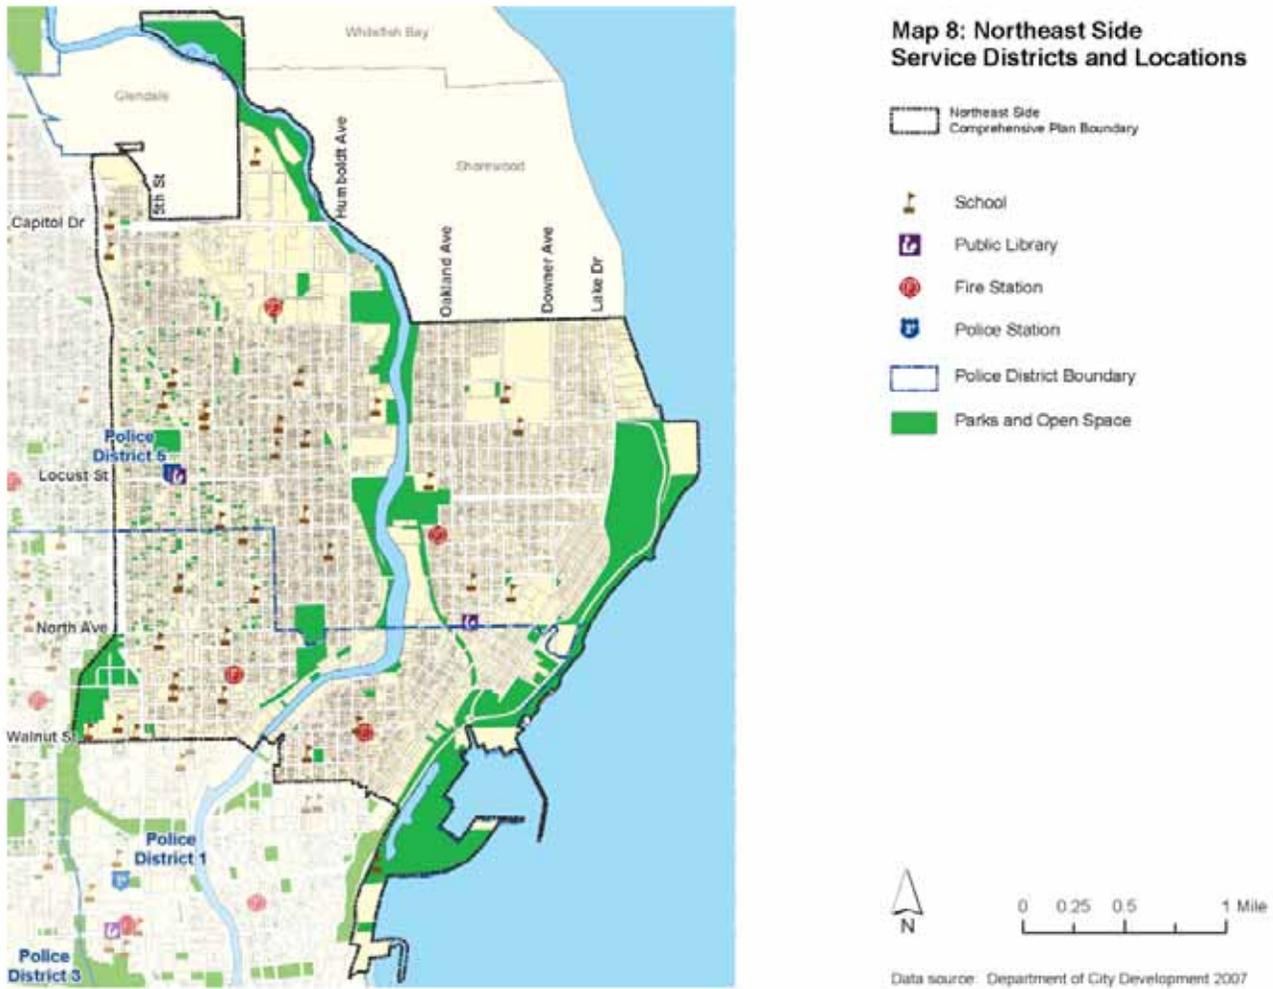 Map 8: Northeast Side
Service Districts and Locations
Northeast Side
Comprehensive Plan Boundary
School
Public Library
Fire Station
Police Station
Police District Boundary
Parks and Open Space
Whitefish Bay
Glendale
Shorewood
Humboldt Ave
5th St
Capitol Dr
Oakland Ave
Downer Ave
Lake Dr
Police
District 5
Locust St
North Ave
Walnut St
Police
District 1
Police
District 3
N
0 0.25 0.5 1 Mile
Data source: Department of City Development 2007